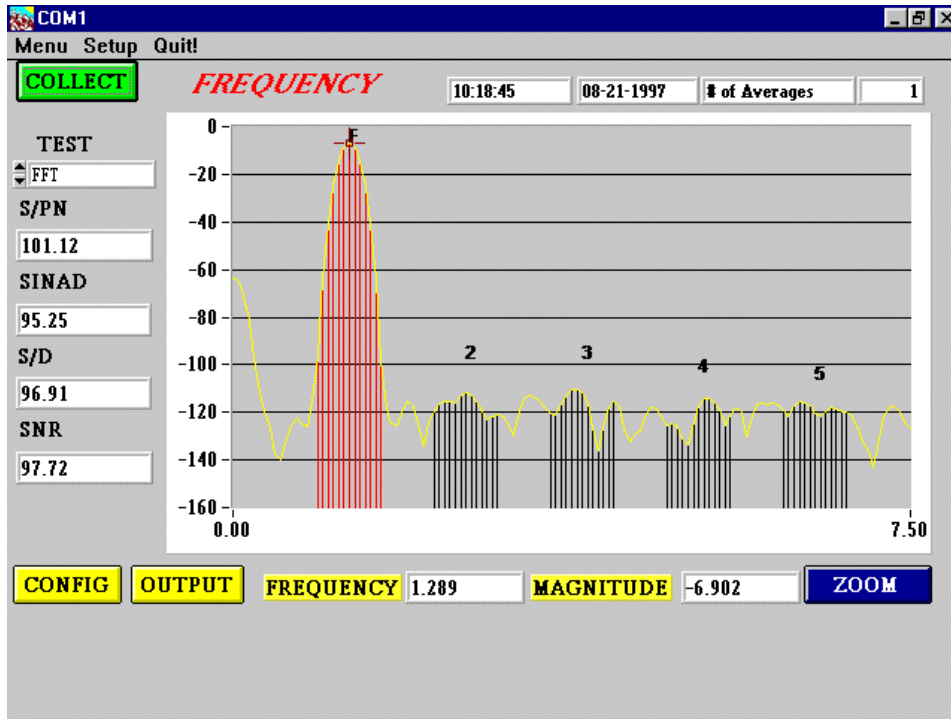 COM1
Menu Setup Quit!
COLLECT
FREQUENCY
10:18:45
08-21-1997
# of Averages
1
TEST
FFT
S/PN
101.12
SINAD
95.25
S/D
96.91
SNR
97.72
0
-20
-40
-60
-80
-100
-120
-140
-160
F
2
3
4
5
0.00
7.50
CONFIG
OUTPUT
FREQUENCY 1.289
MAGNITUDE -6.902
ZOOM